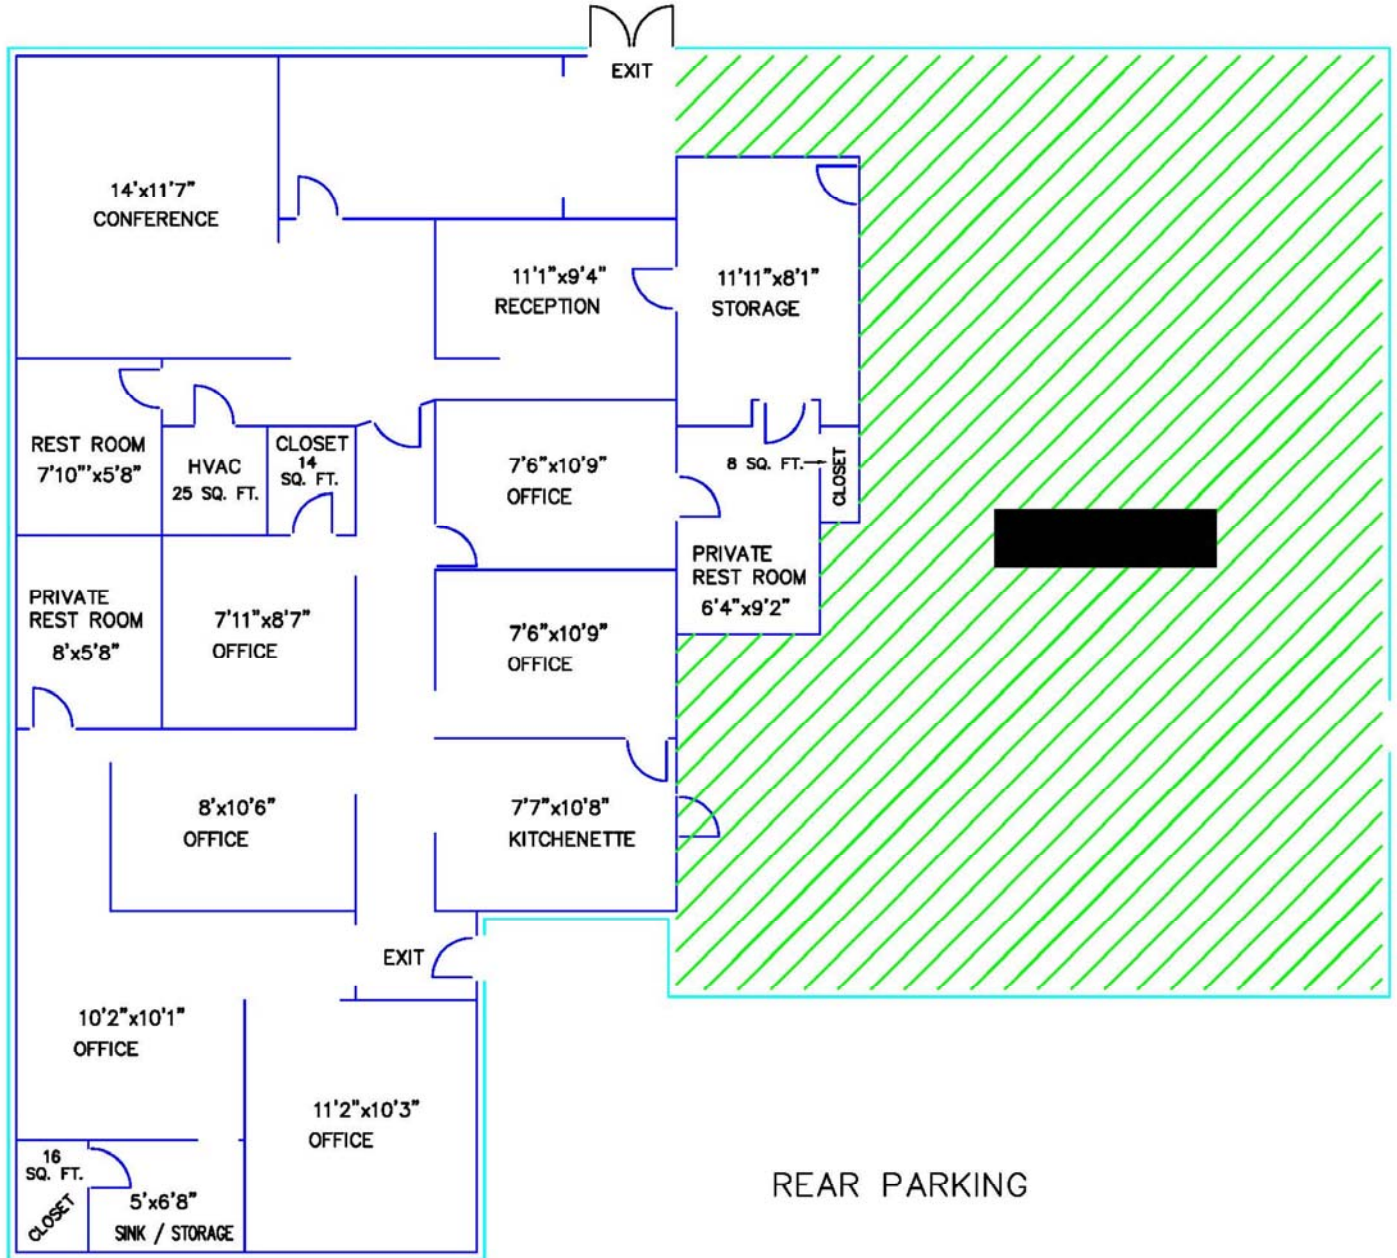 EXIT
14'x11'7"
CONFERENCE
11'1"x9'4"
RECEPTION
11'11"x8'1"
STORAGE
REST ROOM
7'10"'x5'8"
HVAC
25 SQ. FT.
CLOSET
14
SQ. FT.
7'6"x10'9"
OFFICE
8 SQ. FT.
CLOSET
PRIVATE
REST ROOM
6'4"x9'2"
PRIVATE
REST ROOM
8'x5'8"
7'11"x8'7"
OFFICE
7'6"x10'9"
OFFICE
8'x10'6"
OFFICE
7'7"x10'8"
KITCHENETTE
EXIT
10'2"x10'1"
OFFICE
11'2"x10'3"
OFFICE
16
SQ. FT.
CLOSET
5'x6'8"
SINK / STORAGE
REAR PARKING